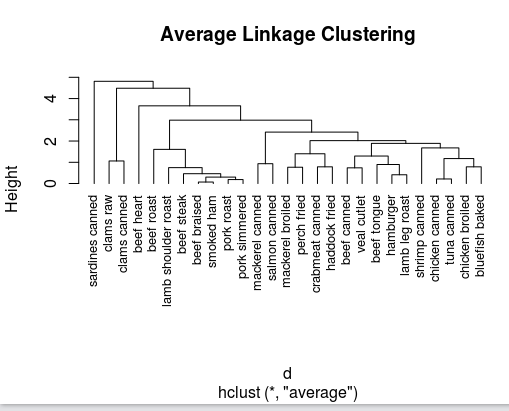 Average Linkage Clustering
Height
0
2
4
sardines canned
clams raw
clams canned
beef heart
beef roast
lamb shoulder roast
beef steak
beef braised
smoked ham
pork roast
pork simmered
mackerel canned
salmon canned
mackerel broiled
perch fried
crabmeat canned
haddock fried
beef canned
veal cutlet
beef tongue
hamburger
lamb leg roast
shrimp canned
chicken canned
tuna canned
chicken broiled
bluefish baked
d
hclust (*, "average")